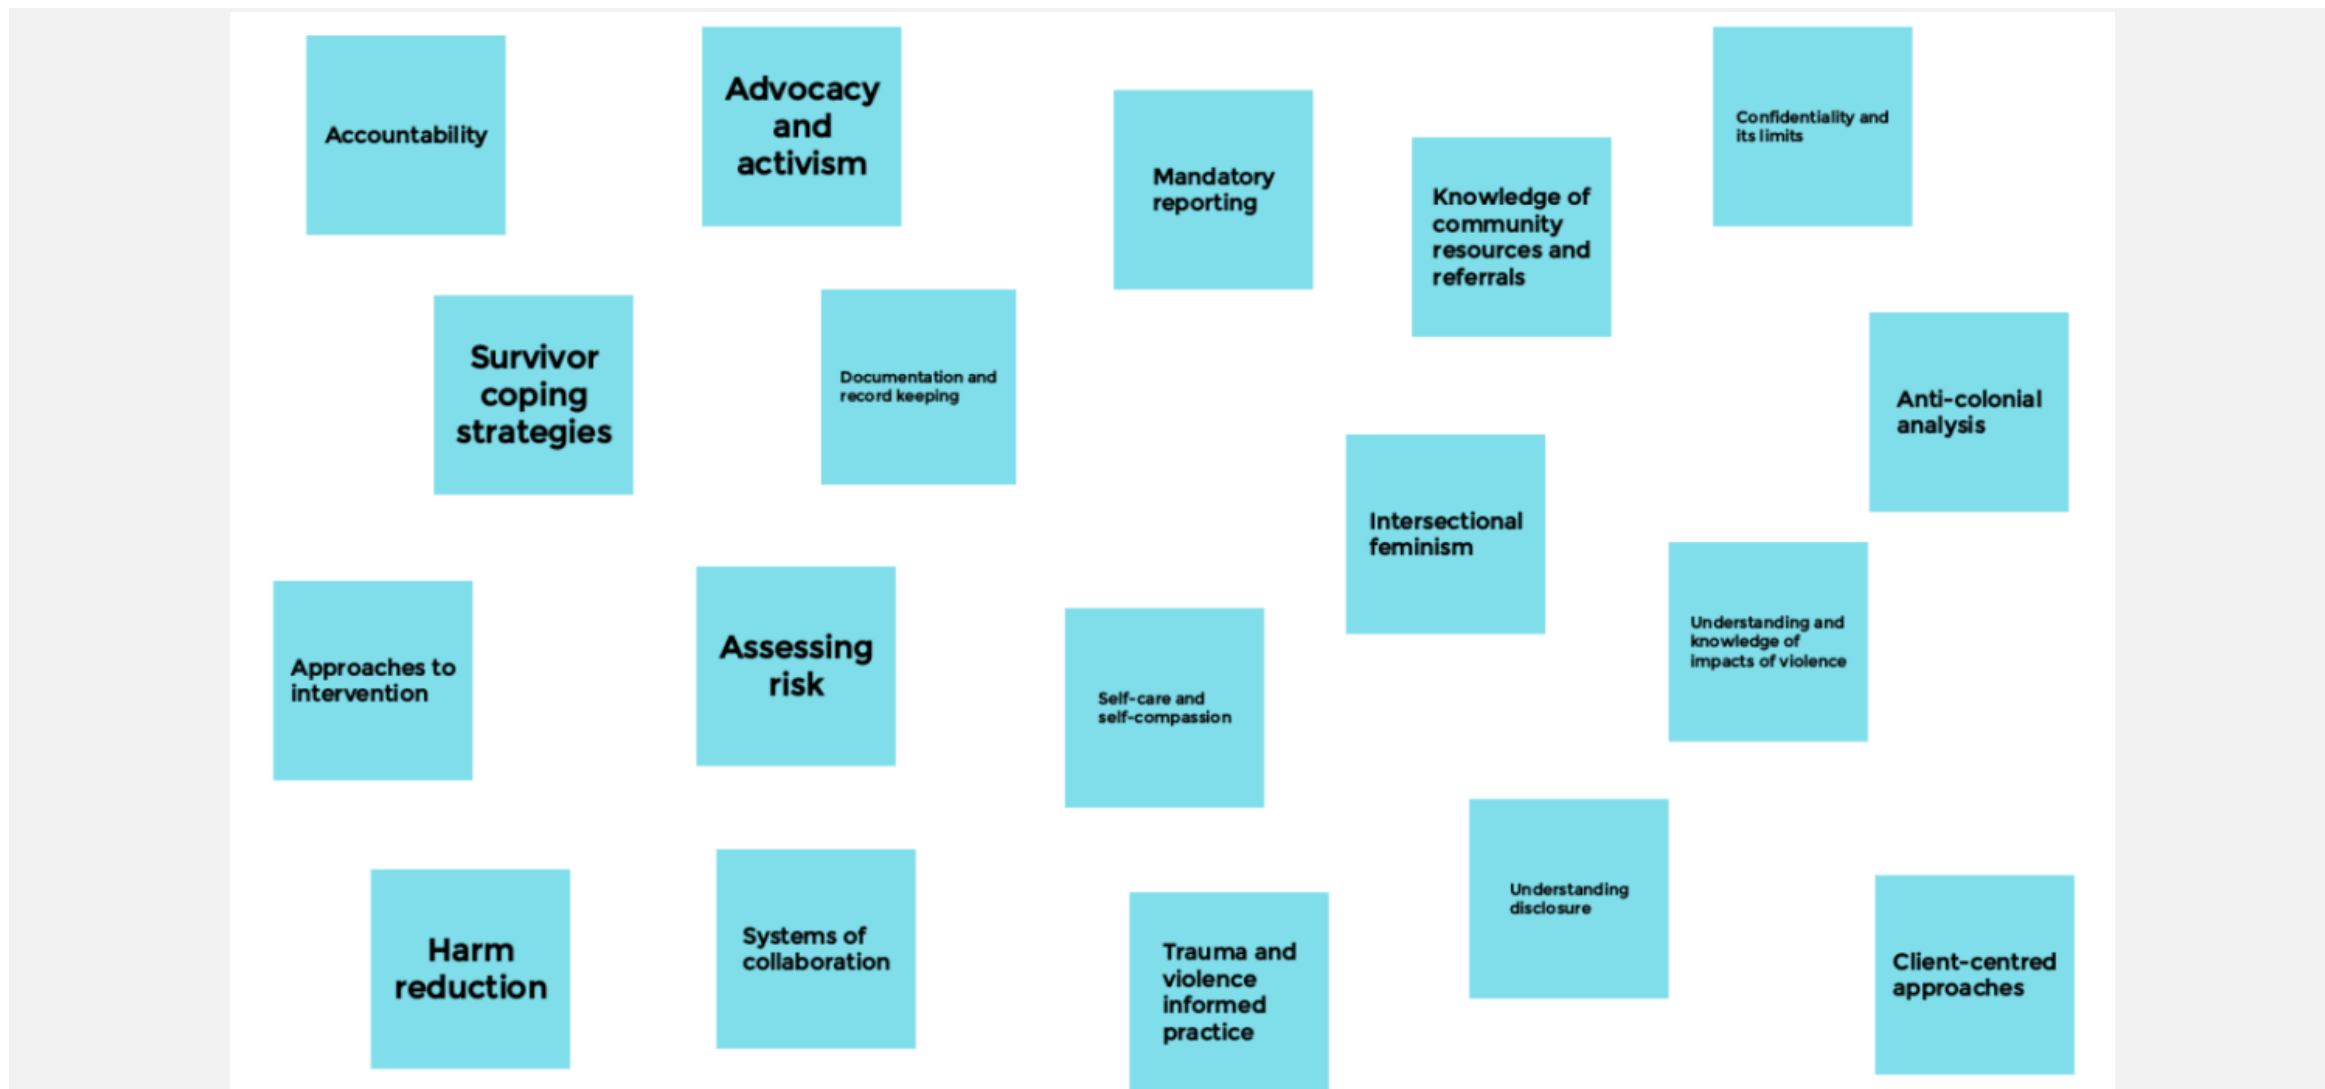 Accountability
Advocacy
and
activism
Mandatory
reporting
Knowledge of
community
resources and
referrals
Confidentiality and
its limits
Survivor
coping
strategies
Documentation and
record keeping
Anti-colonial
analysis
Intersectional
feminism
Approaches to
intervention
Assessing
risk
Self-care and
self-compassion
Understanding and
knowledge of
impacts of violence
Harm
reduction
Systems of
collaboration
Trauma and
violence
informed
practice
Understanding
disclosure
Client-centred
approaches